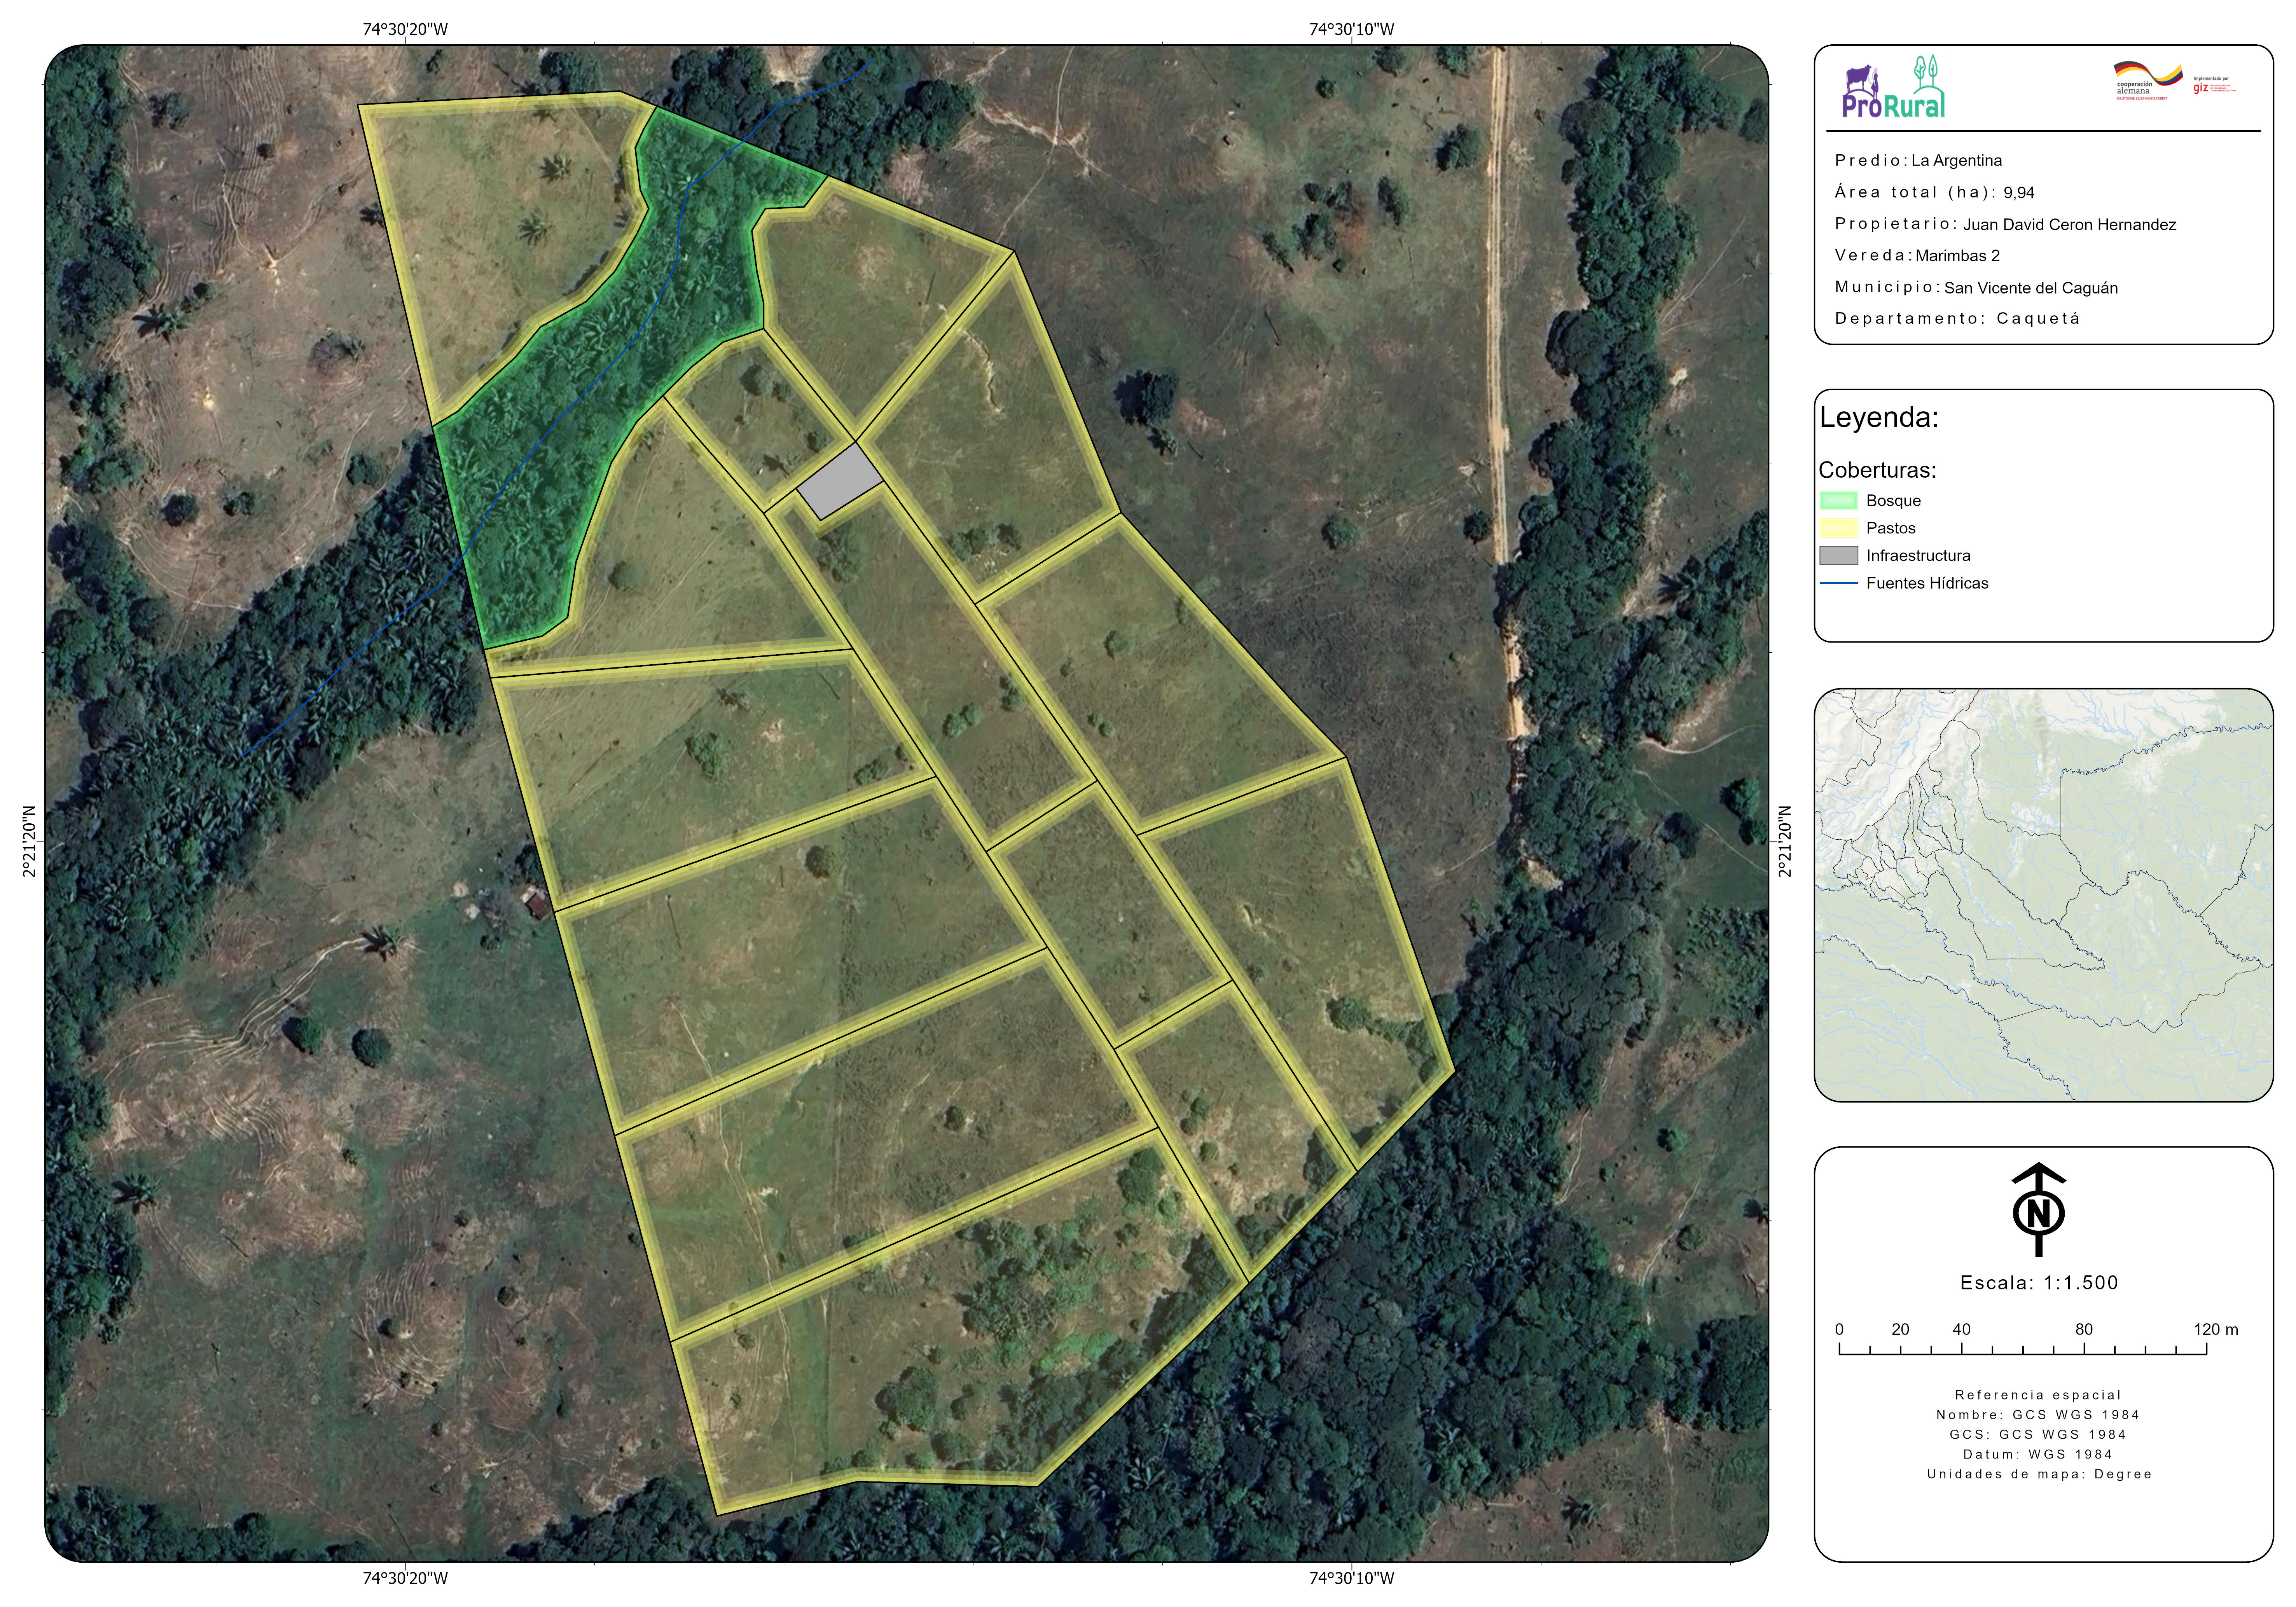 74°30'20"W
74°30'10"W
2°21'20"N
2°21'20"N
74°30'20"W
74°30'10"W
ProRural
cooperación
alemana
DEUTSCHE ZUSAMMENARBEIT
Implementada por
giz
Predio: La Argentina
Área total (ha): 9,94
Propietario: Juan David Ceron Hernandez
Vereda: Marimbas 2
Municipio: San Vicente del Caguán
Departamento: Caquetá
Leyenda:
Coberturas:
Bosque
Pastos
Infraestructura
Fuentes Hídricas
N
Escala: 1:1.500
0 20 40 80 120 m
Referencia espacial
Nombre: GCS WGS 1984
GCS: GCS WGS 1984
Datum: WGS 1984
Unidades de mapa: Degree